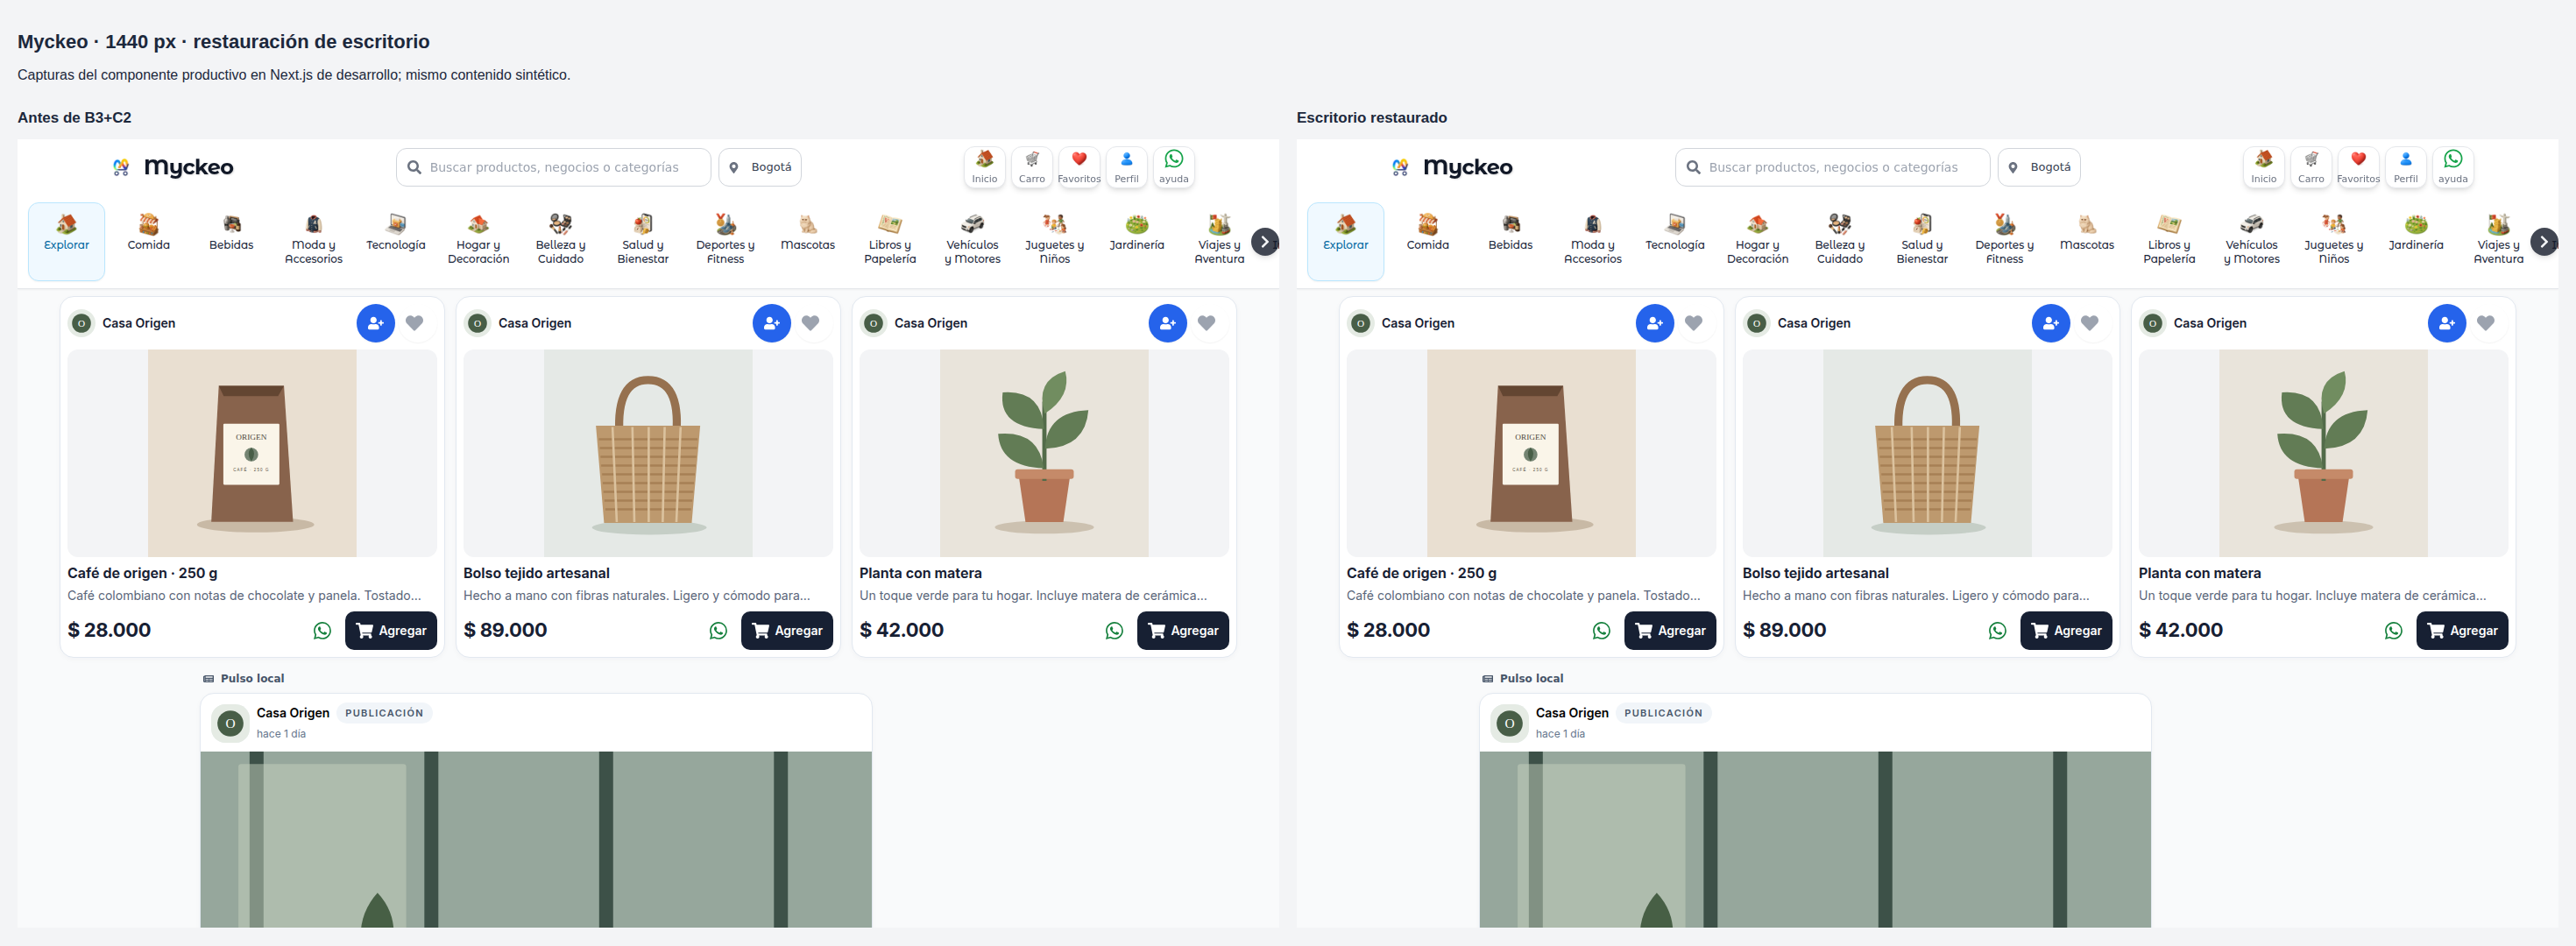 Myckeo · 1440 px · restauración de escritorio
Capturas del componente productivo en Next.js de desarrollo; mismo contenido sintético.
Antes de B3+C2
Myckeo
Buscar productos, negocios o categorías
Bogotá
Inicio
Carro
Favoritos
Perfil
ayuda
Explorar
Comida
Bebidas
Moda y
Accesorios
Tecnología
Hogar y
Decoración
Belleza y
Cuidado
Salud y
Bienestar
Deportes y
Fitness
Mascotas
Libros y
Papelería
Vehículos
y Motores
Juguetes y
Niños
Jardinería
Viajes y
Aventura
Casa Origen
ORIGEN
CAFÉ · 250 G
Café de origen · 250 g
Café colombiano con notas de chocolate y panela. Tostado...
$ 28.000
Agregar
Casa Origen
Bolso tejido artesanal
Hecho a mano con fibras naturales. Ligero y cómodo para...
$ 89.000
Agregar
Casa Origen
Planta con matera
Un toque verde para tu hogar. Incluye matera de cerámica...
$ 42.000
Agregar
Pulso local
O
Casa Origen PUBLICACIÓN
hace 1 día
Escritorio restaurado
Myckeo
Buscar productos, negocios o categorías
Bogotá
Inicio
Carro
Favoritos
Perfil
ayuda
Explorar
Comida
Bebidas
Moda y
Accesorios
Tecnología
Hogar y
Decoración
Belleza y
Cuidado
Salud y
Bienestar
Deportes y
Fitness
Mascotas
Libros y
Papelería
Vehículos
y Motores
Juguetes y
Niños
Jardinería
Viajes y
Aventura
Casa Origen
ORIGEN
CAFÉ · 250 G
Café de origen · 250 g
Café colombiano con notas de chocolate y panela. Tostado...
$ 28.000
Agregar
Casa Origen
Bolso tejido artesanal
Hecho a mano con fibras naturales. Ligero y cómodo para...
$ 89.000
Agregar
Casa Origen
Planta con matera
Un toque verde para tu hogar. Incluye matera de cerámica...
$ 42.000
Agregar
Pulso local
O
Casa Origen PUBLICACIÓN
hace 1 día